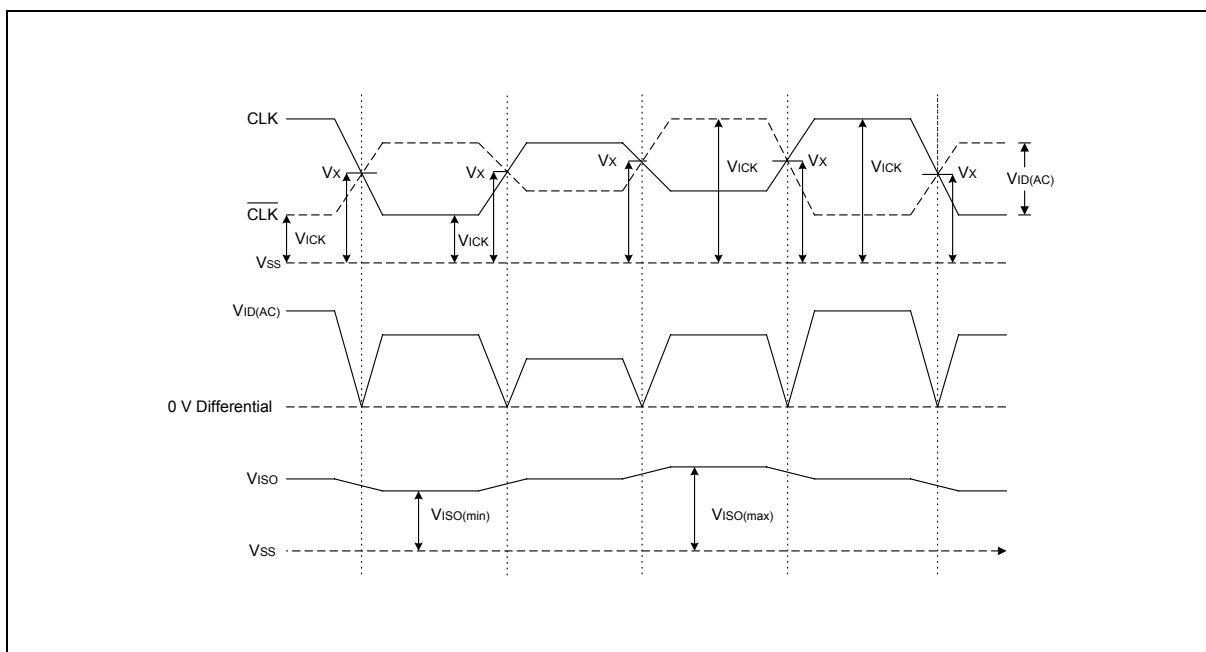 CLK
VX VX VX VX VX
VICK VICK VID(AC)
CLK
VICK VICK
VSS
VID(AC)
0 V Differential
VISO
VISO(min) VISO(max)
VSS